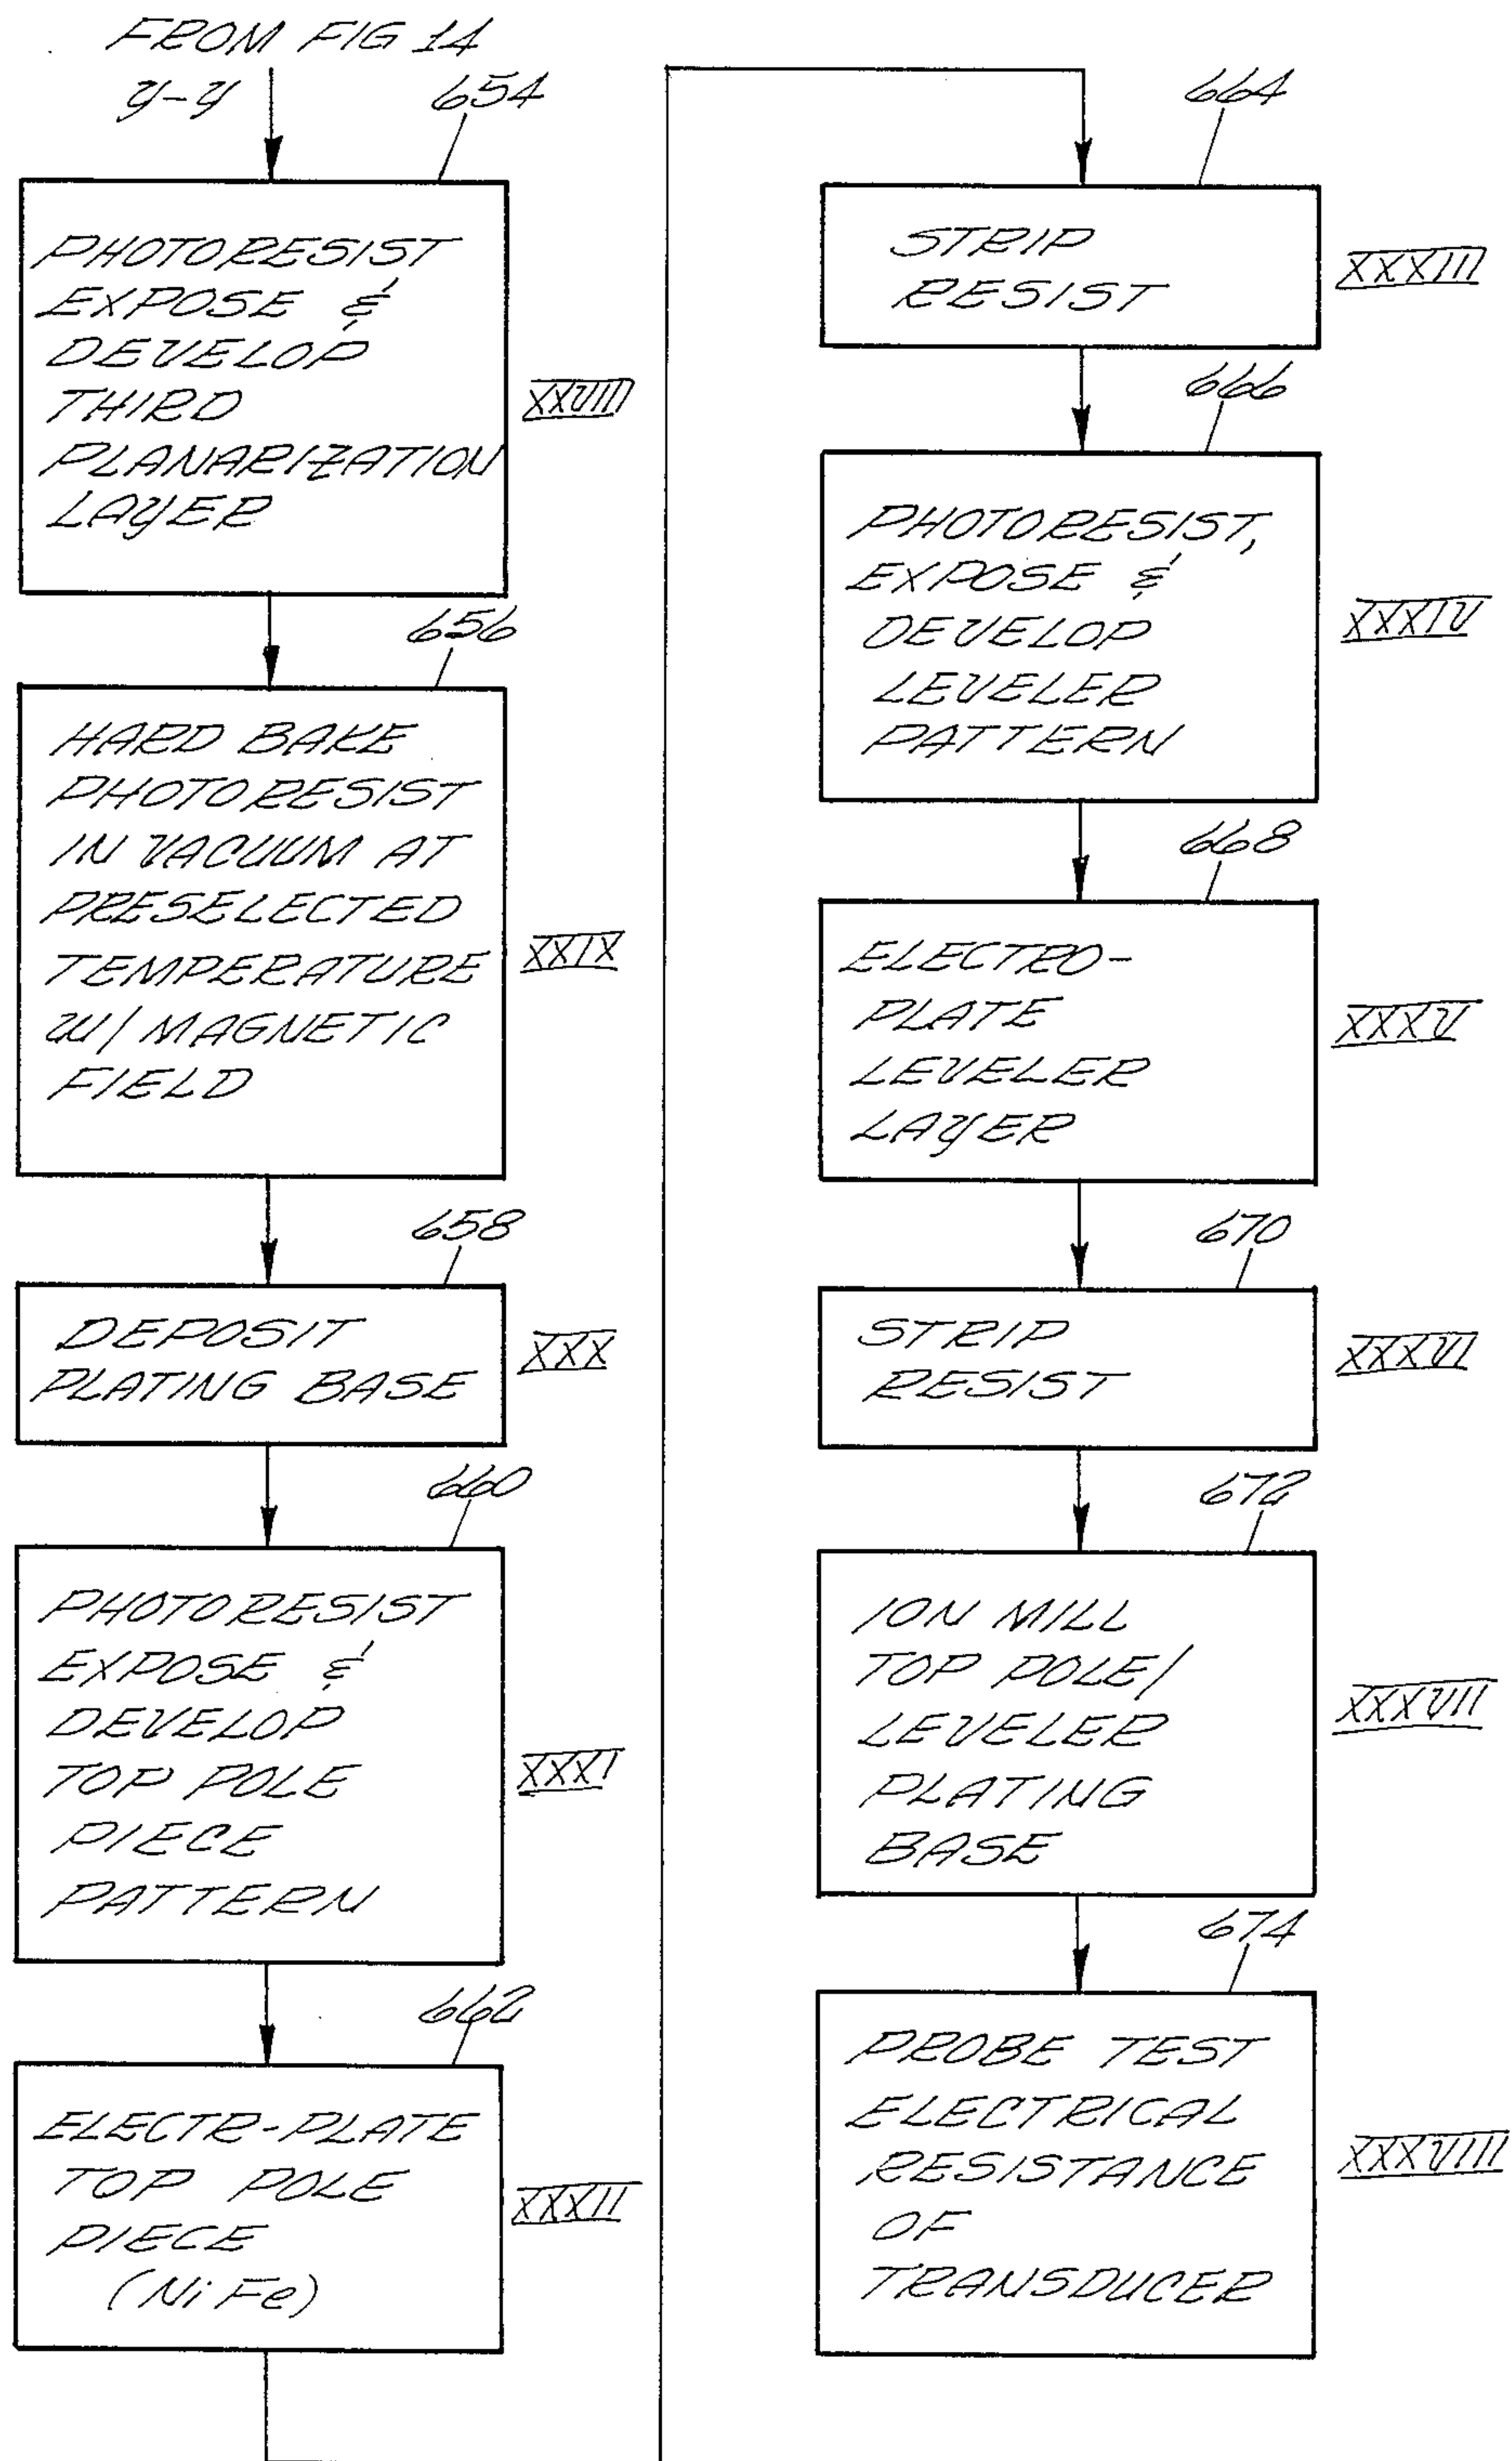 FROM FIG 14
y-y
654
PHOTORESIST
EXPOSE &
DEVELOP
THIRD
PLANARIZATION
LAYER
XXVIII
656
HARD BAKE
PHOTORESIST
IN VACUUM AT
PRESELECTED
TEMPERATURE
W/ MAGNETIC
FIELD
XXIX
658
DEPOSIT
PLATING BASE
XXX
660
PHOTORESIST
EXPOSE &
DEVELOP
TOP POLE
PIECE
PATTERN
XXXI
662
ELECTR-PLATE
TOP POLE
PIECE
(NiFe)
XXXII
664
STRIP
RESIST
XXXIII
666
PHOTORESIST,
EXPOSE &
DEVELOP
LEVELER
PATTERN
XXXIV
668
ELECTRO-
PLATE
LEVELER
LAYER
XXXV
670
STRIP
RESIST
XXXVI
672
ION MILL
TOP POLE/
LEVELER
PLATING
BASE
XXXVII
674
PROBE TEST
ELECTRICAL
RESISTANCE
OF
TRANSDUCER
XXXVIII